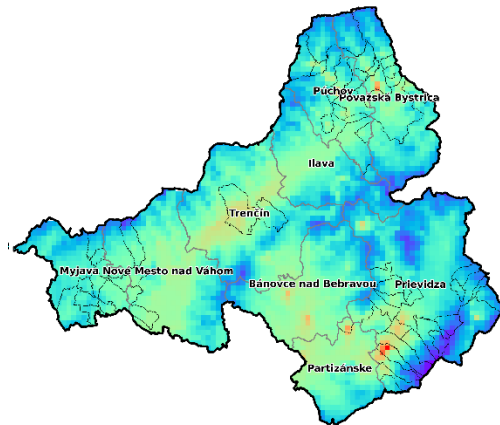 Púchov
Považská Bystrica
Ilava
Trenčín
Myjava Nové Mesto nad Váhom
Bánovce nad Bebravou
Prievidza
Partizánske